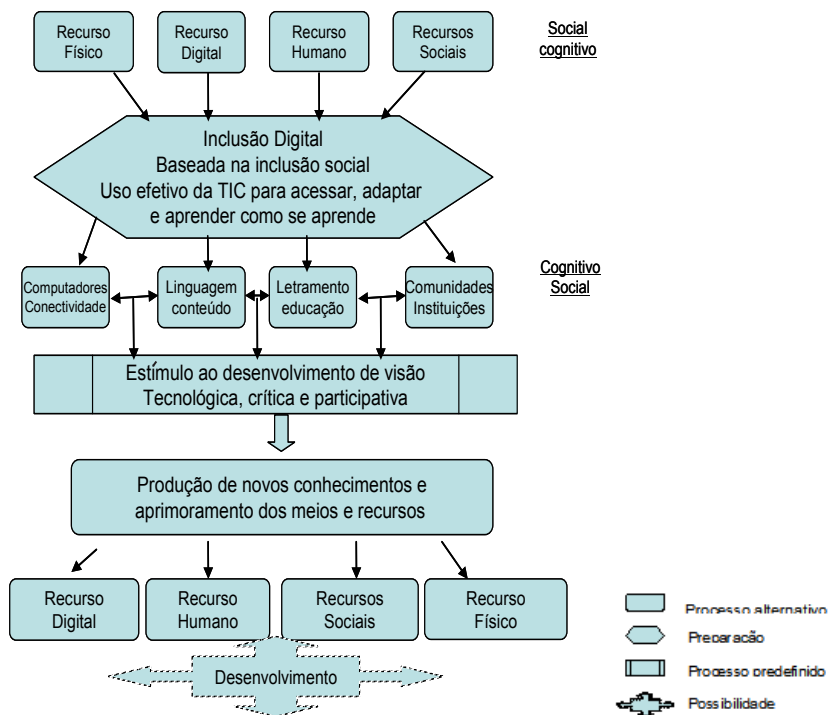 Recurso
Físico
Recurso
Digital
Recurso
Humano
Recursos
Sociais
Social
cognitivo
Inclusão Digital
Baseada na inclusão social
Uso efetivo da TIC para acessar, adaptar
e aprender como se aprende
Computadores
Conectividade
Linguagem
conteúdo
Letramento
educação
Comunidades
Instituições
Cognitivo
Social
Estímulo ao desenvolvimento de visão
Tecnológica, crítica e participativa
Produção de novos conhecimentos e
aprimoramento dos meios e recursos
Recurso
Digital
Recurso
Humano
Recursos
Sociais
Recurso
Físico
Desenvolvimento
Processo alternativo
Preparacão
Processo predefinido
Possibilidade